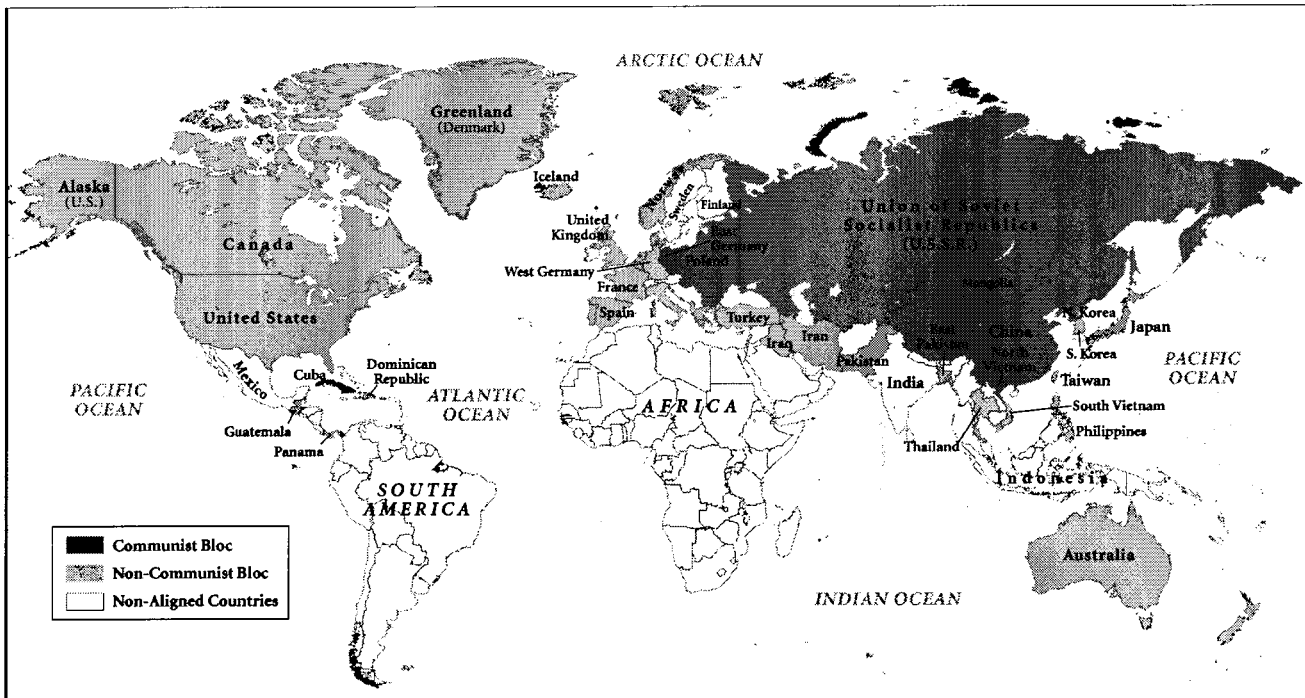 ARCTIC OCEAN
Greenland
(Denmark)
Iceland
Alaska
(U.S.)
Norway
Sweden
Finland
Union of Soviet
Socialist Republics
(U.S.S.R.)
United
Kingdom
East
Germany
Canada
Poland
West Germany
Mongolia
France
United States
Spain
Turkey
N. Korea
Japan
China
Iran
Iraq
East
Pakistan
Pakistan
North
Vietnam
S. Korea
Mexico
Cuba
Dominican
Republic
PACIFIC
OCEAN
ATLANTIC
OCEAN
India
Taiwan
PACIFIC
OCEAN
AFRICA
South Vietnam
Guatemala
Philippines
Panama
Thailand
SOUTH
AMERICA
Indonesia
Communist Bloc
Non-Communist Bloc
Non-Aligned Countries
Australia
INDIAN OCEAN